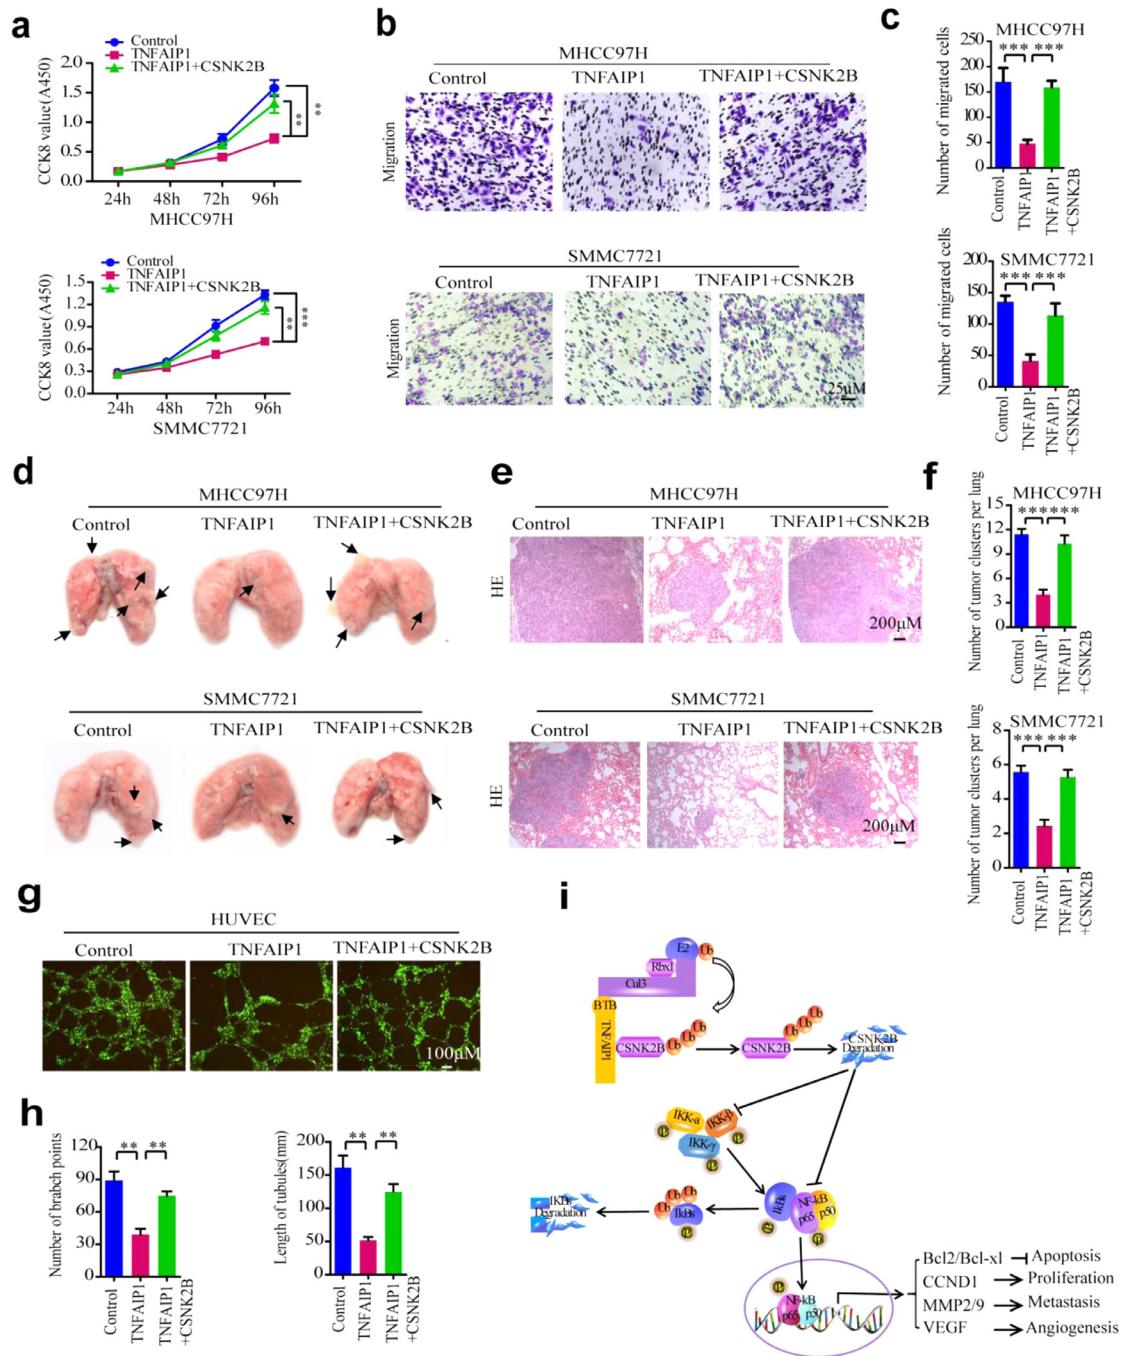 a
Control
TNFAIP1
TNFAIP1+CSNK2B
CCK8 value(A450)
2.0
1.5
1.0
0.5
0.0
24h 48h 72h 96h
MHCC97H
**
**
Control
TNFAIP1
TNFAIP1+CSNK2B
CCK8 value(A450)
1.5
1.2
0.9
0.6
0.3
0.0
24h 48h 72h 96h
SMMC7721
**
***
b
MHCC97H
Control TNFAIP1 TNFAIP1+CSNK2B
Migration
SMMC7721
Control TNFAIP1 TNFAIP1+CSNK2B
Migration
25μM
c
MHCC97H
Number of migrated cells
250
200
150
100
50
0
*** ***
Control
TNFAIP1
TNFAIP1
+CSNK2B
SMMC7721
Number of migrated cells
200
150
100
50
0
*** ***
Control
TNFAIP1
TNFAIP1
+CSNK2B
d
MHCC97H
Control TNFAIP1 TNFAIP1+CSNK2B
SMMC7721
Control TNFAIP1 TNFAIP1+CSNK2B
e
MHCC97H
Control TNFAIP1 TNFAIP1+CSNK2B
HE
200μM
SMMC7721
Control TNFAIP1 TNFAIP1+CSNK2B
HE
200μM
f
MHCC97H
Number of tumor clusters per lung
15
12
9
6
3
0
*** ***
Control
TNFAIP1
TNFAIP1
+CSNK2B
SMMC7721
Number of tumor clusters per lung
8
6
4
2
0
*** ***
Control
TNFAIP1
TNFAIP1
+CSNK2B
g
HUVEC
Control TNFAIP1 TNFAIP1+CSNK2B
100μM
h
Number of brabch points
120
90
60
30
0
** **
Control
TNFAIP1
TNFAIP1
+CSNK2B
Length of tubules(mm)
200
150
100
50
0
** **
Control
TNFAIP1
TNFAIP1
+CSNK2B
i
E2 Ub
Rbx1
Cul3
BTB
TNFAIP1
CSNK2B Ub Ub Ub
CSNK2B Ub Ub Ub
CSNK2B
Degradation
IKK-α IKK-β
IKK-γ
P P P
IkBs
NF-kB
p65 p50
P P
Ub Ub Ub
IkBs
P
IKBs
Degradation
P
NF-kB
p65 p50
Bcl2/Bcl-xl Apoptosis
CCND1 Proliferation
MMP2/9 Metastasis
VEGF Angiogenesis